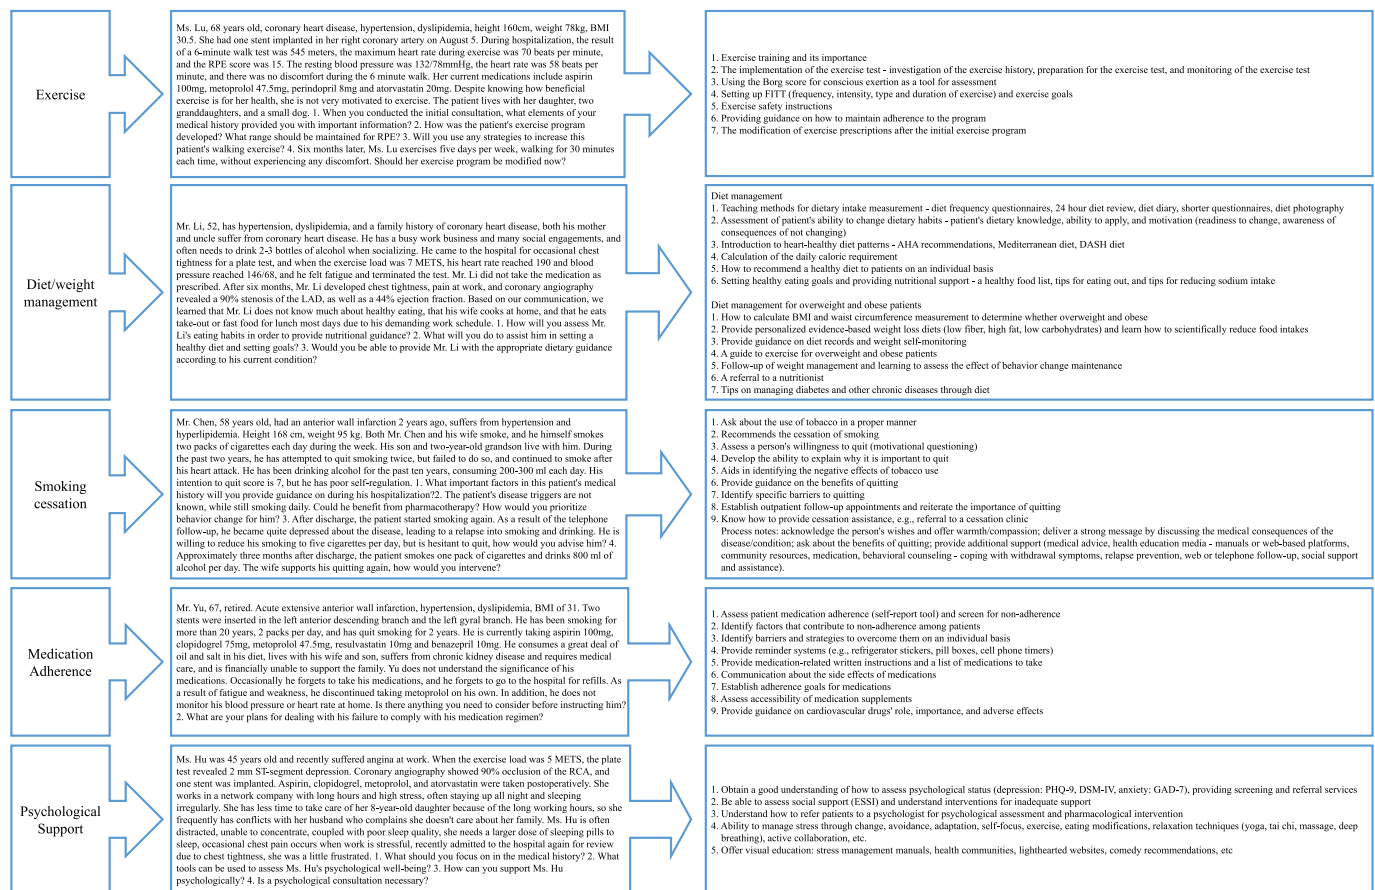 Exercise
Ms. Lu, 68 years old, coronary heart disease, hypertension, dyslipidemia, height 160cm, weight 78kg, BMI
30.5. She had one stent implanted in her right coronary artery on August 5. During hospitalization, the result
of a 6-minute walk test was 545 meters, the maximum heart rate during exercise was 70 beats per minute,
and the RPE score was 15. The resting blood pressure was 132/78mmHg, the heart rate was 58 beats per
minute, and there was no discomfort during the 6 minute walk. Her current medications include aspirin
100mg, metoprolol 47.5mg, perindopril 8mg and atorvastatin 20mg. Despite knowing how beneficial
exercise is for her health, she is not very motivated to exercise. The patient lives with her daughter, two
granddaughters, and a small dog. 1. When you conducted the initial consultation, what elements of your
medical history provided you with important information? 2. How was the patient's exercise program
developed? What range should be maintained for RPE? 3. Will you use any strategies to increase this
patient's walking exercise? 4. Six months later, Ms. Lu exercises five days per week, walking for 30 minutes
each time, without experiencing any discomfort. Should her exercise program be modified now?
1. Exercise training and its importance
2. The implementation of the exercise test - investigation of the exercise history, preparation for the exercise test, and monitoring of the exercise test
3. Using the Borg score for conscious exertion as a tool for assessment
4. Setting up FITT (frequency, intensity, type and duration of exercise) and exercise goals
5. Exercise safety instructions
6. Providing guidance on how to maintain adherence to the program
7. The modification of exercise prescriptions after the initial exercise program
Diet/weight
management
Mr. Li, 52, has hypertension, dyslipidemia, and a family history of coronary heart disease, both his mother
and uncle suffer from coronary heart disease. He has a busy work business and many social engagements, and
often needs to drink 2-3 bottles of alcohol when socializing. He came to the hospital for occasional chest
tightness for a plate test, and when the exercise load was 7 METS, his heart rate reached 190 and blood
pressure reached 146/68, and he felt fatigue and terminated the test. Mr. Li did not take the medication as
prescribed. After six months, Mr. Li developed chest tightness, pain at work, and coronary angiography
revealed a 90% stenosis of the LAD, as well as a 44% ejection fraction. Based on our communication, we
learned that Mr. Li does not know much about healthy eating, that his wife cooks at home, and that he eats
take-out or fast food for lunch most days due to his demanding work schedule. 1. How will you assess Mr.
Li's eating habits in order to provide nutritional guidance? 2. What will you do to assist him in setting a
healthy diet and setting goals? 3. Would you be able to provide Mr. Li with the appropriate dietary guidance
according to his current condition?
Diet management
1. Teaching methods for dietary intake measurement - diet frequency questionnaires, 24 hour diet review, diet diary, shorter questionnaires, diet photography
2. Assessment of patient's ability to change dietary habits - patient's dietary knowledge, ability to apply, and motivation (readiness to change, awareness of
consequences of not changing)
3. Introduction to heart-healthy diet patterns - AHA recommendations, Mediterranean diet, DASH diet
4. Calculation of the daily caloric requirement
5. How to recommend a healthy diet to patients on an individual basis
6. Setting healthy eating goals and providing nutritional support - a healthy food list, tips for eating out, and tips for reducing sodium intake
Diet management for overweight and obese patients
1. How to calculate BMI and waist circumference measurement to determine whether overweight and obese
2. Provide personalized evidence-based weight loss diets (low fiber, high fat, low carbohydrates) and learn how to scientifically reduce food intakes
3. Provide guidance on diet records and weight self-monitoring
4. A guide to exercise for overweight and obese patients
5. Follow-up of weight management and learning to assess the effect of behavior change maintenance
6. A referral to a nutritionist
7. Tips on managing diabetes and other chronic diseases through diet
Smoking
cessation
Mr. Chen, 58 years old, had an anterior wall infarction 2 years ago, suffers from hypertension and
hyperlipidemia. Height 168 cm, weight 95 kg. Both Mr. Chen and his wife smoke, and he himself smokes
two packs of cigarettes each day during the week. His son and two-year-old grandson live with him. During
the past two years, he has attempted to quit smoking twice, but failed to do so, and continued to smoke after
his heart attack. He has been drinking alcohol for the past ten years, consuming 200-300 ml each day. His
intention to quit score is 7, but he has poor self-regulation. 1. What important factors in this patient's medical
history will you provide guidance on during his hospitalization?2. The patient's disease triggers are not
known, while still smoking daily. Could he benefit from pharmacotherapy? How would you prioritize
behavior change for him? 3. After discharge, the patient started smoking again. As a result of the telephone
follow-up, he became quite depressed about the disease, leading to a relapse into smoking and drinking. He is
willing to reduce his smoking to five cigarettes per day, but is hesitant to quit, how would you advise him? 4.
Approximately three months after discharge, the patient smokes one pack of cigarettes and drinks 800 ml of
alcohol per day. The wife supports his quitting again, how would you intervene?
1. Ask about the use of tobacco in a proper manner
2. Recommends the cessation of smoking
3. Assess a person's willingness to quit (motivational questioning)
4. Develop the ability to explain why it is important to quit
5. Aids in identifying the negative effects of tobacco use
6. Provide guidance on the benefits of quitting
7. Identify specific barriers to quitting
8. Establish outpatient follow-up appointments and reiterate the importance of quitting
9. Know how to provide cessation assistance, e.g., referral to a cessation clinic
Process notes: acknowledge the person's wishes and offer warmth/compassion; deliver a strong message by discussing the medical consequences of the
disease/condition; ask about the benefits of quitting; provide additional support (medical advice, health education media - manuals or web-based platforms,
community resources, medication, behavioral counseling - coping with withdrawal symptoms, relapse prevention, web or telephone follow-up, social support
and assistance).
Medication
Adherence
Mr. Yu, 67, retired. Acute extensive anterior wall infarction, hypertension, dyslipidemia, BMI of 31. Two
stents were inserted in the left anterior descending branch and the left gyral branch. He has been smoking for
more than 20 years, 2 packs per day, and has quit smoking for 2 years. He is currently taking aspirin 100mg,
clopidogrel 75mg, metoprolol 47.5mg, resulvastatin 10mg and benazepril 10mg. He consumes a great deal of
oil and salt in his diet, lives with his wife and son, suffers from chronic kidney disease and requires medical
care, and is financially unable to support the family. Yu does not understand the significance of his
medications. Occasionally he forgets to take his medications, and he forgets to go to the hospital for refills. As
a result of fatigue and weakness, he discontinued taking metoprolol on his own. In addition, he does not
monitor his blood pressure or heart rate at home. Is there anything you need to consider before instructing him?
2. What are your plans for dealing with his failure to comply with his medication regimen?
1. Assess patient medication adherence (self-report tool) and screen for non-adherence
2. Identify factors that contribute to non-adherence among patients
3. Identify barriers and strategies to overcome them on an individual basis
4. Provide reminder systems (e.g., refrigerator stickers, pill boxes, cell phone timers)
5. Provide medication-related written instructions and a list of medications to take
6. Communication about the side effects of medications
7. Establish adherence goals for medications
8. Assess accessibility of medication supplements
9. Provide guidance on cardiovascular drugs' role, importance, and adverse effects
Psychological
Support
Ms. Hu was 45 years old and recently suffered angina at work. When the exercise load was 5 METS, the plate
test revealed 2 mm ST-segment depression. Coronary angiography showed 90% occlusion of the RCA, and
one stent was implanted. Aspirin, clopidogrel, metoprolol, and atorvastatin were taken postoperatively. She
works in a network company with long hours and high stress, often staying up all night and sleeping
irregularly. She has less time to take care of her 8-year-old daughter because of the long working hours, so she
frequently has conflicts with her husband who complains she doesn't care about her family. Ms. Hu is often
distracted, unable to concentrate, coupled with poor sleep quality, she needs a larger dose of sleeping pills to
sleep, occasional chest pain occurs when work is stressful, recently admitted to the hospital again for review
due to chest tightness, she was a little frustrated. 1. What should you focus on in the medical history? 2. What
tools can be used to assess Ms. Hu's psychological well-being? 3. How can you support Ms. Hu
psychologically? 4. Is a psychological consultation necessary?
1. Obtain a good understanding of how to assess psychological status (depression: PHQ-9, DSM-IV, anxiety: GAD-7), providing screening and referral services
2. Be able to assess social support (ESSI) and understand interventions for inadequate support
3. Understand how to refer patients to a psychologist for psychological assessment and pharmacological intervention
4. Ability to manage stress through change, avoidance, adaptation, self-focus, exercise, eating modifications, relaxation techniques (yoga, tai chi, massage, deep
breathing), active collaboration, etc.
5. Offer visual education: stress management manuals, health communities, lighthearted websites, comedy recommendations, etc